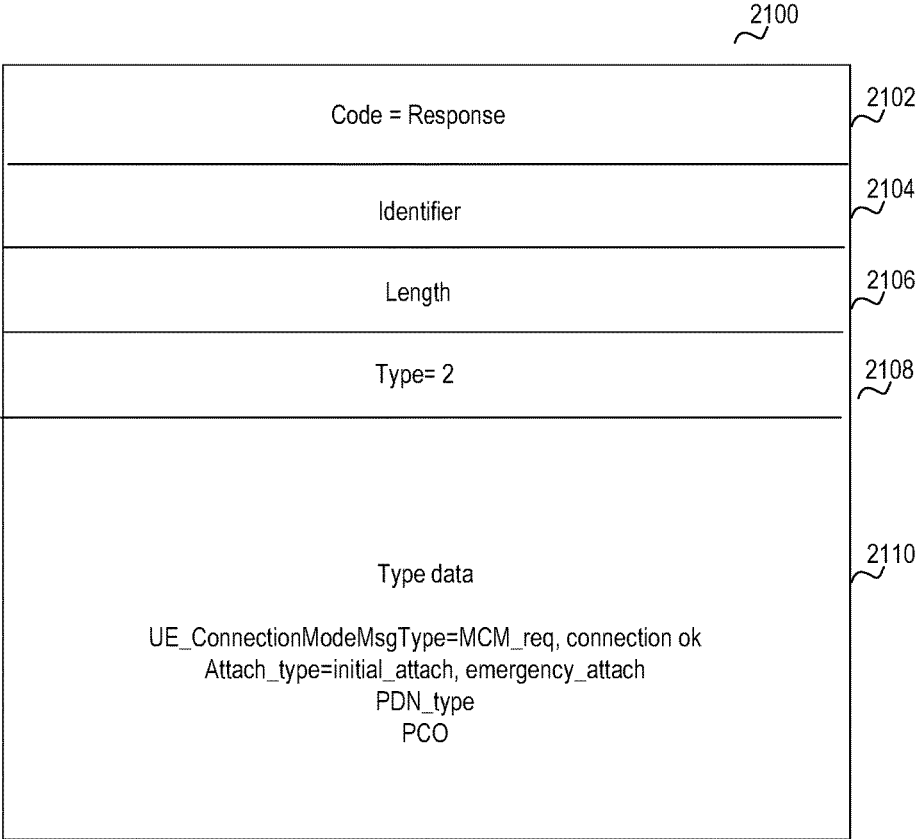 2100
Code = Response
2102
Identifier
2104
Length
2106
Type= 2
2108
Type data
2110
UE_ConnectionModeMsgType=MCM_req, connection ok
Attach_type=initial_attach, emergency_attach
PDN_type
PCO